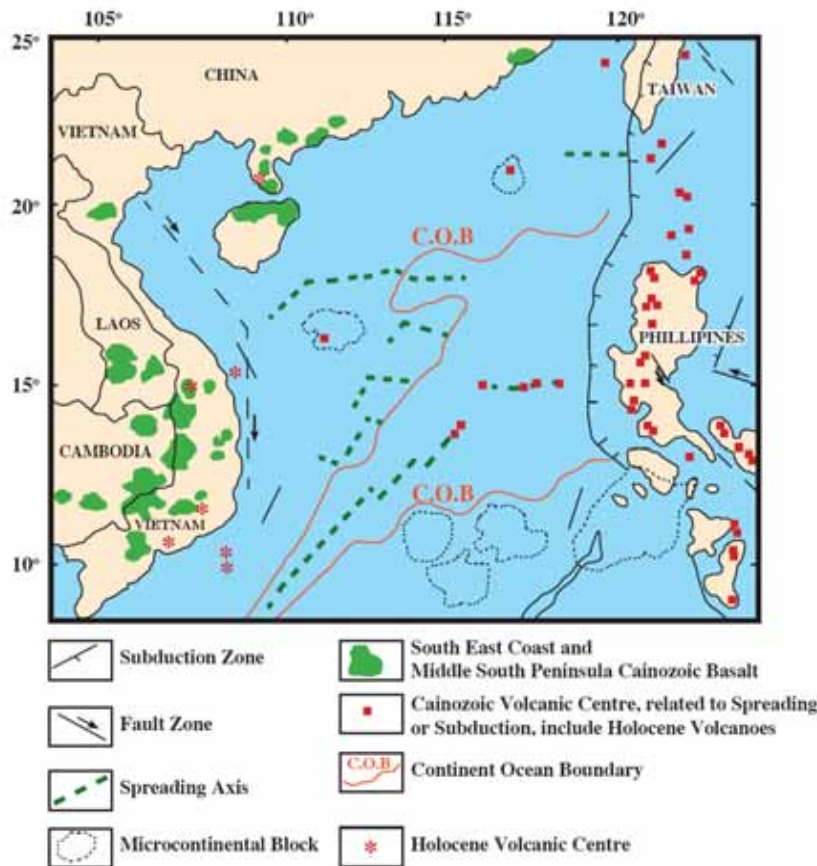 105°
110°
115°
120°
25°
CHINA
TAIWAN
VIETNAM
20°
C.O.B
LAOS
PHILLIPINES
15°
CAMBODIA
C.O.B
VIETNAM
10°
Subduction Zone
South East Coast and
Middle South Peninsula Cainozoic Basalt
Fault Zone
Cainozoic Volcanic Centre, related to Spreading
or Subduction, include Holocene Volcanoes
Spreading Axis
C.O.B
Continent Ocean Boundary
Microcontinental Block
Holocene Volcanic Centre